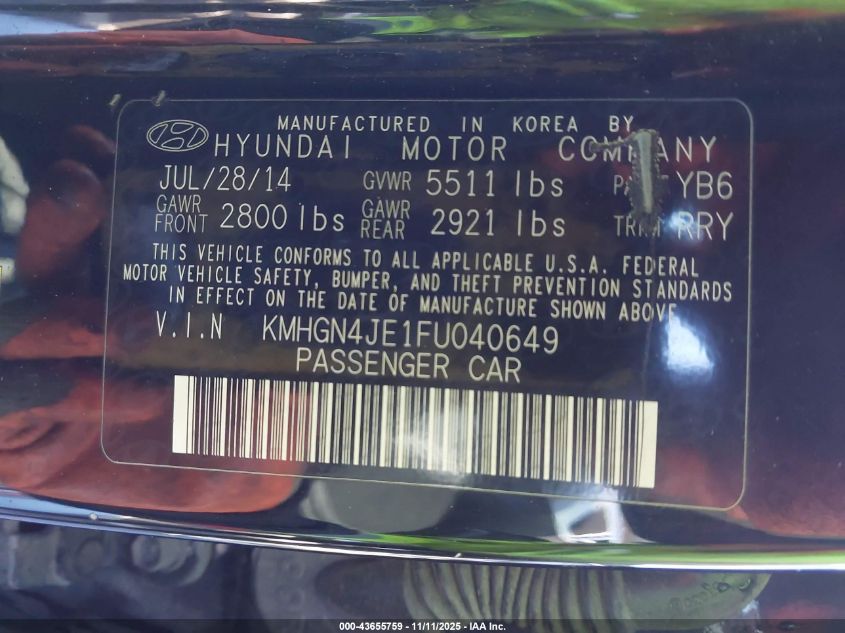 MANUFACTURED IN KOREA BY
HYUNDAI MOTOR COMPANY
JUL/28/14 GVWR 5511 lbs YB6
GAWR FRONT 2800 lbs GAWR REAR 2921 lbs TRIM RRY
THIS VEHICLE CONFORMS TO ALL APPLICABLE U.S.A. FEDERAL
MOTOR VEHICLE SAFETY, BUMPER, AND THEFT PREVENTION STANDARDS
IN EFFECT ON THE DATE OF MANUFACTURE SHOWN ABOVE
V.I.N KMHGN4JE1FU040649
PASSENGER CAR
000-43655759 - 11/11/2025 - IAA Inc.